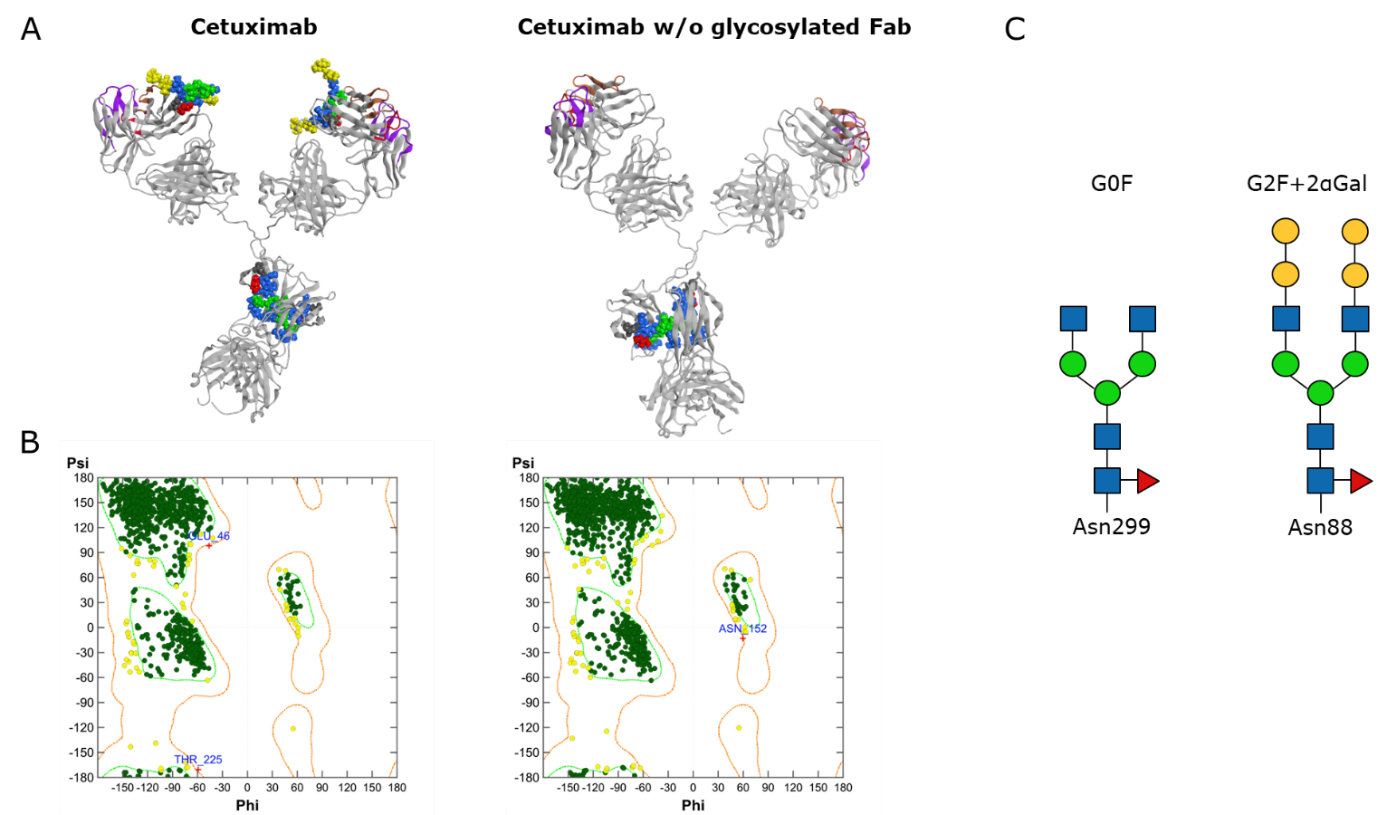 A
Cetuximab
Cetuximab w/o glycosylated Fab
C
G0F
G2F+2αGal
Asn299
Asn88
B
Psi
180
150
120
90
60
30
0
-30
-60
-90
-120
-150
-180
GLU_46
THR_225
-150 -120 -90 -60 -30 0 30 60 90 120 150 180
Phi
Psi
180
150
120
90
60
30
0
-30
-60
-90
-120
-150
-180
ASN_152
-150 -120 -90 -60 -30 0 30 60 90 120 150 180
Phi